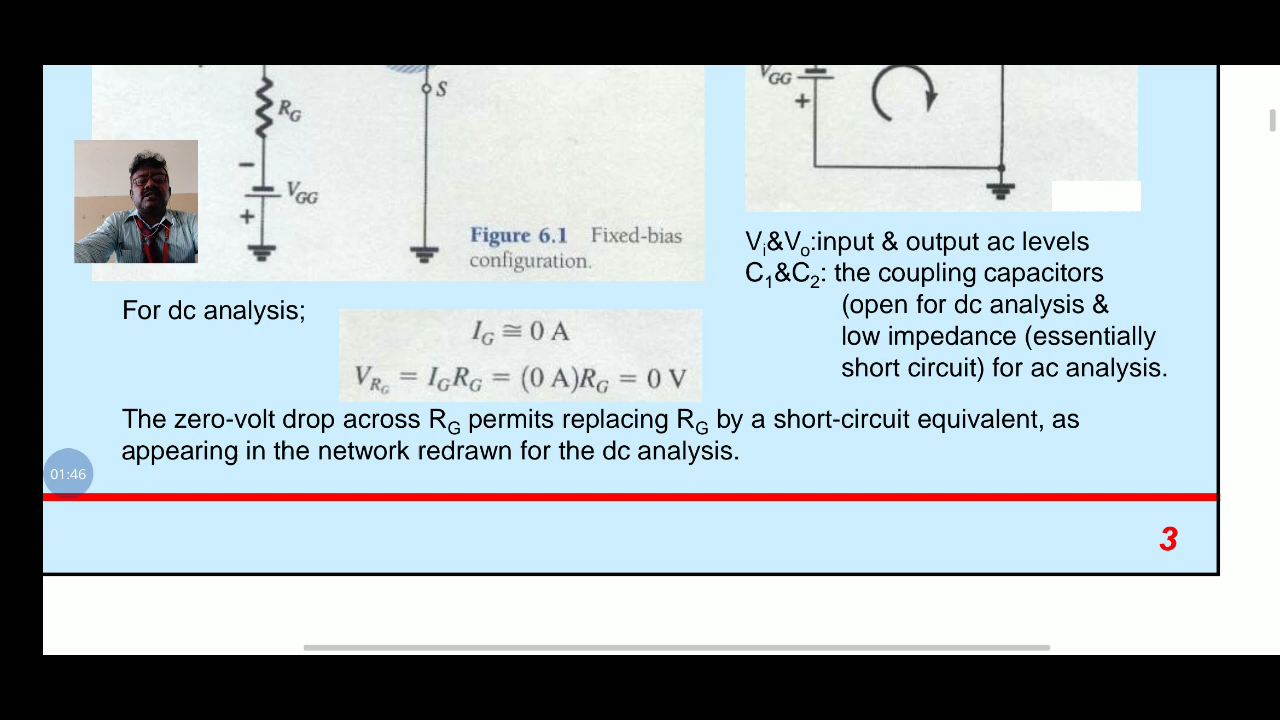 R_G
S
−
V_GG
+
Figure 6.1 Fixed-bias
configuration.
V_GG
+
V_i&V_o:input & output ac levels
C_1&C_2: the coupling capacitors
(open for dc analysis &
low impedance (essentially
short circuit) for ac analysis.
For dc analysis;
I_G ≅ 0 A
V_{R_G} = I_G R_G = (0 A)R_G = 0 V
The zero-volt drop across R_G permits replacing R_G by a short-circuit equivalent, as
appearing in the network redrawn for the dc analysis.
01:46
3